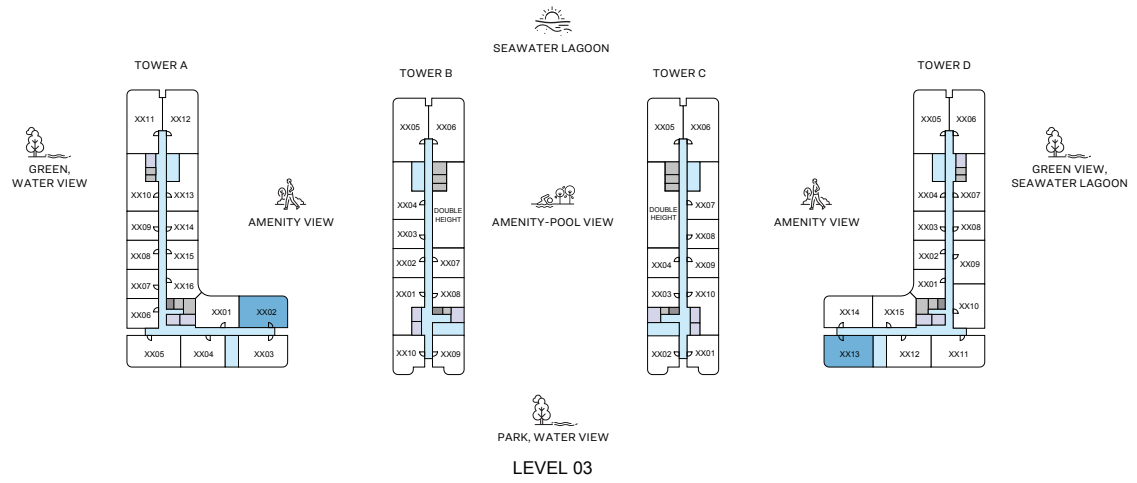 SEAWATER LAGOON
TOWER A
TOWER B
TOWER C
TOWER D
GREEN,
WATER VIEW
AMENITY VIEW
AMENITY-POOL VIEW
AMENITY VIEW
GREEN VIEW,
SEAWATER LAGOON
XX11 XX12
XX10 XX13
XX09 XX14
XX08 XX15
XX07 XX16
XX06 XX01 XX02
XX05 XX04 XX03
XX05 XX06
XX04 DOUBLE
HEIGHT
XX03
XX02 XX07
XX01 XX08
XX10 XX09
XX05 XX06
XX07
DOUBLE
HEIGHT
XX08
XX04 XX09
XX03 XX10
XX02 XX01
XX05 XX06
XX04 XX07
XX03 XX08
XX02 XX09
XX01
XX14 XX15 XX10
XX13 XX12 XX11
PARK, WATER VIEW
LEVEL 03